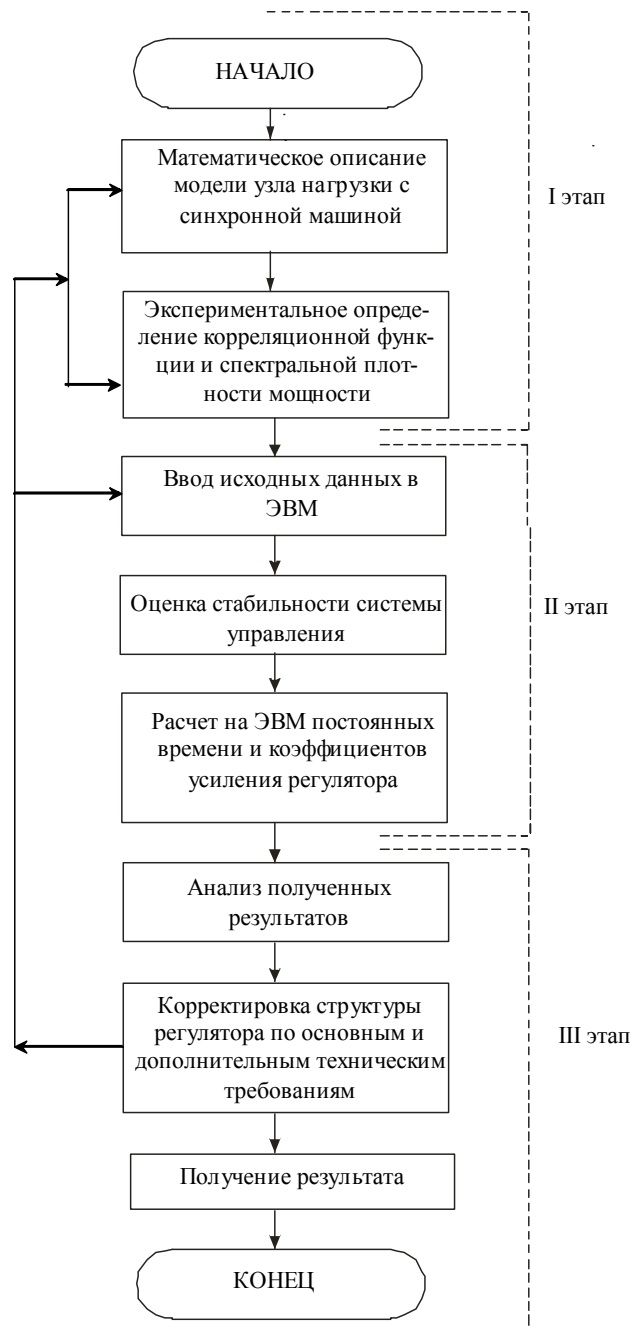 НАЧАЛО
Математическое описание
модели узла нагрузки с
синхронной машиной
I этап
Экспериментальное опреде-
ление корреляционной функ-
ции и спектральной плот-
ности мощности
Ввод исходных данных в
ЭВМ
Оценка стабильности системы
управления
II этап
Расчет на ЭВМ постоянных
времени и коэффициентов
усиления регулятора
Анализ полученных
результатов
Корректировка структуры
регулятора по основным и
дополнительным техническим
требованиям
III этап
Получение результата
КОНЕЦ